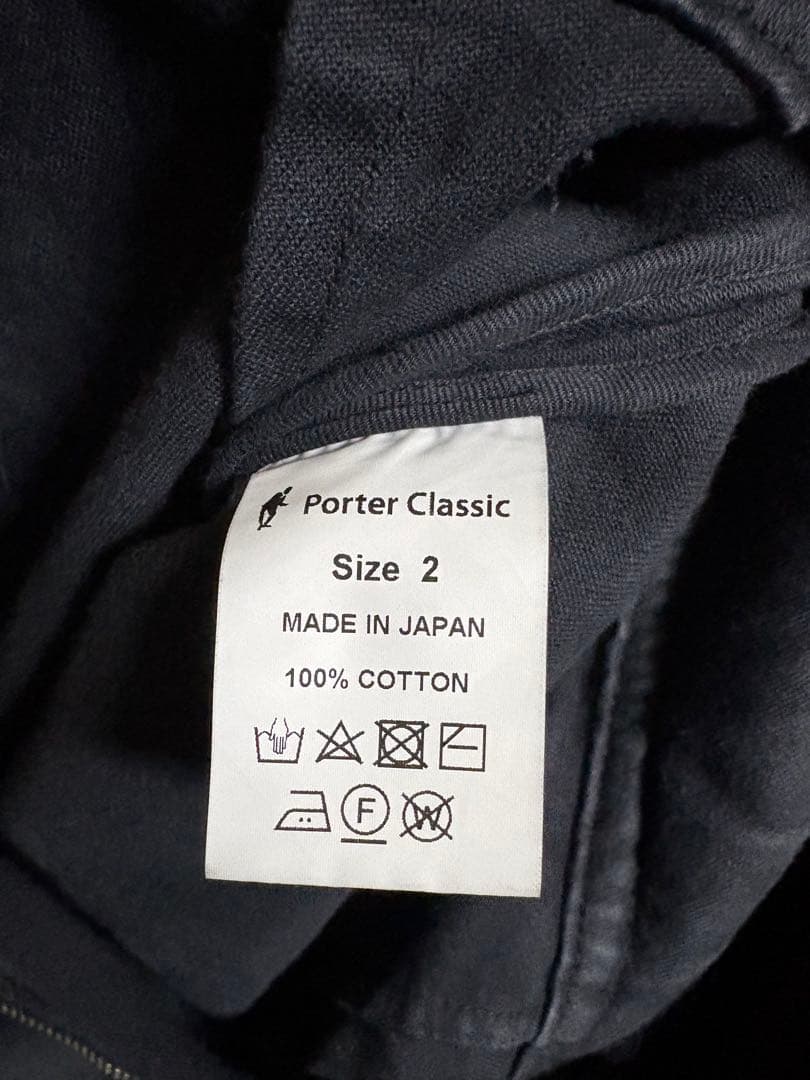 Porter Classic
Size 2
MADE IN JAPAN
100% COTTON
F W